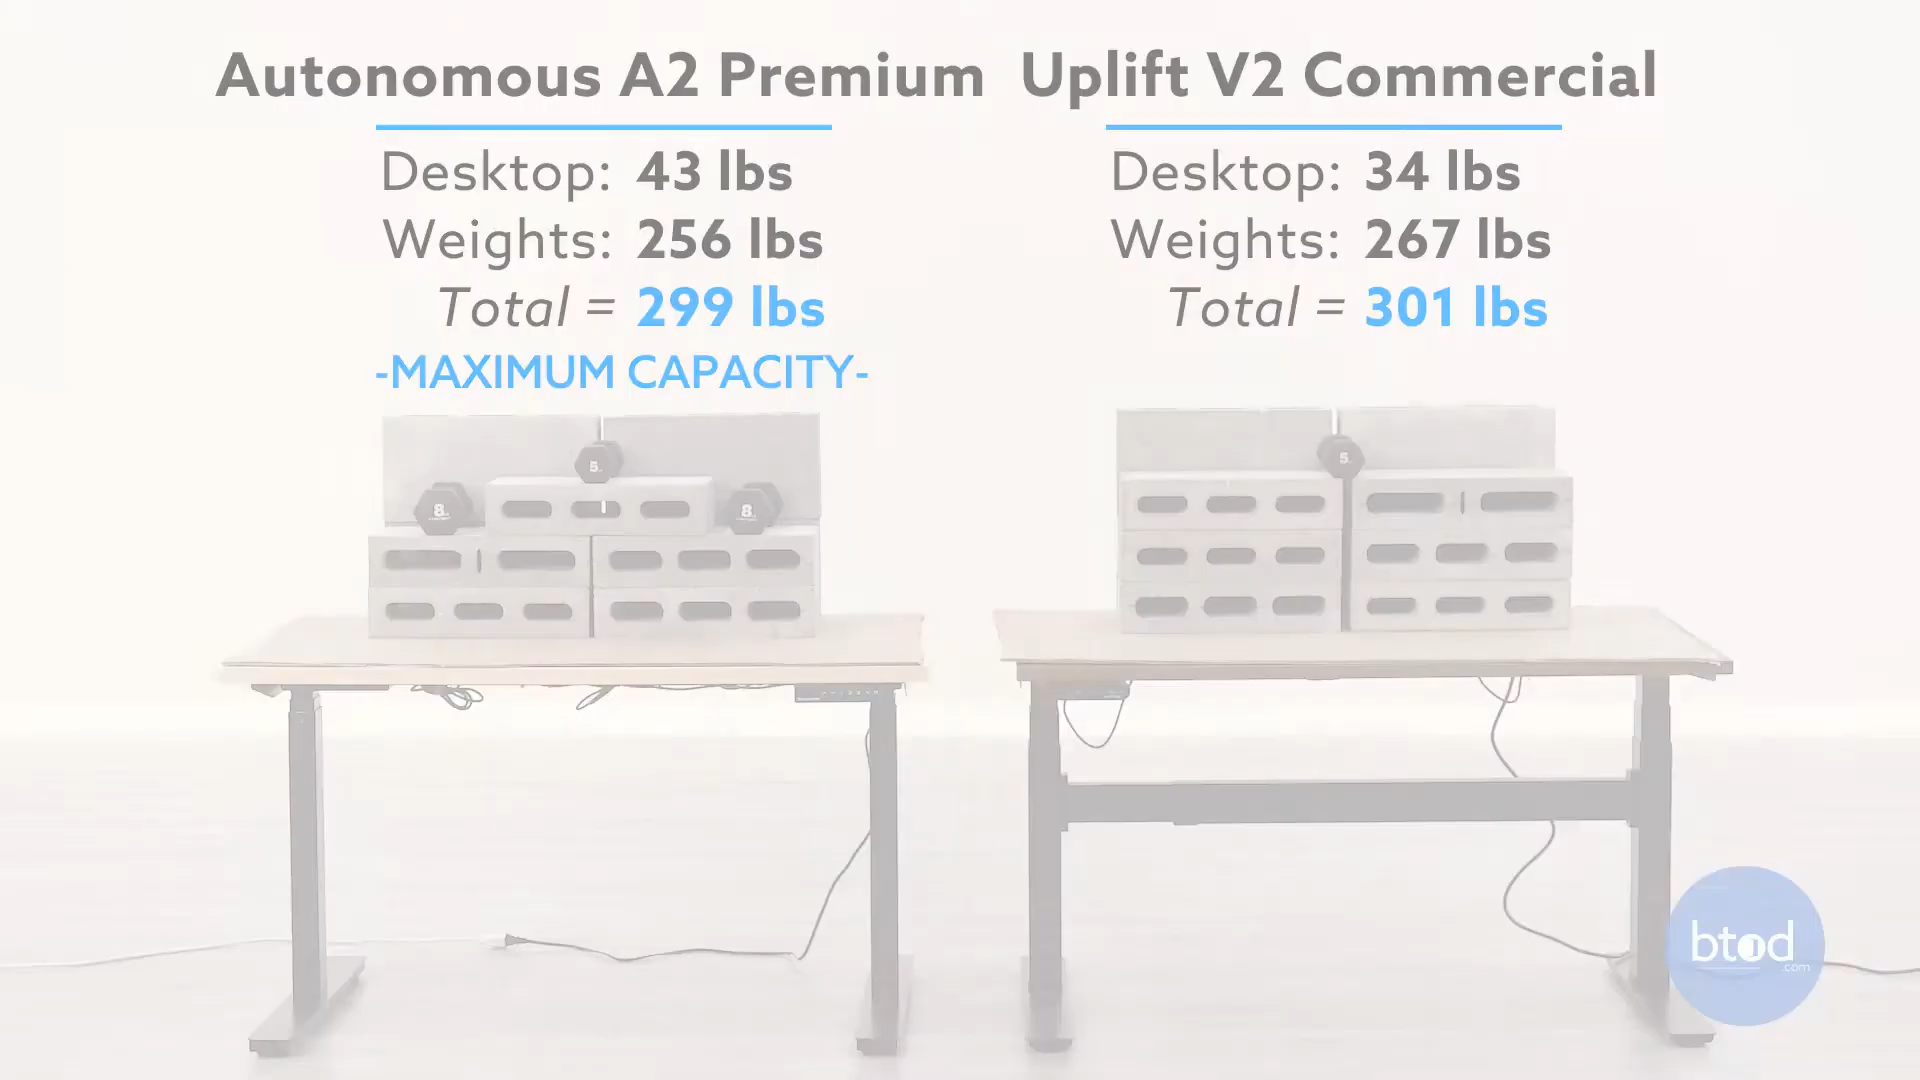 Autonomous A2 Premium
Desktop: 43 lbs
Weights: 256 lbs
Total = 299 lbs
-MAXIMUM CAPACITY-
Uplift V2 Commercial
Desktop: 34 lbs
Weights: 267 lbs
Total = 301 lbs
5
8
8
5
btod
.com